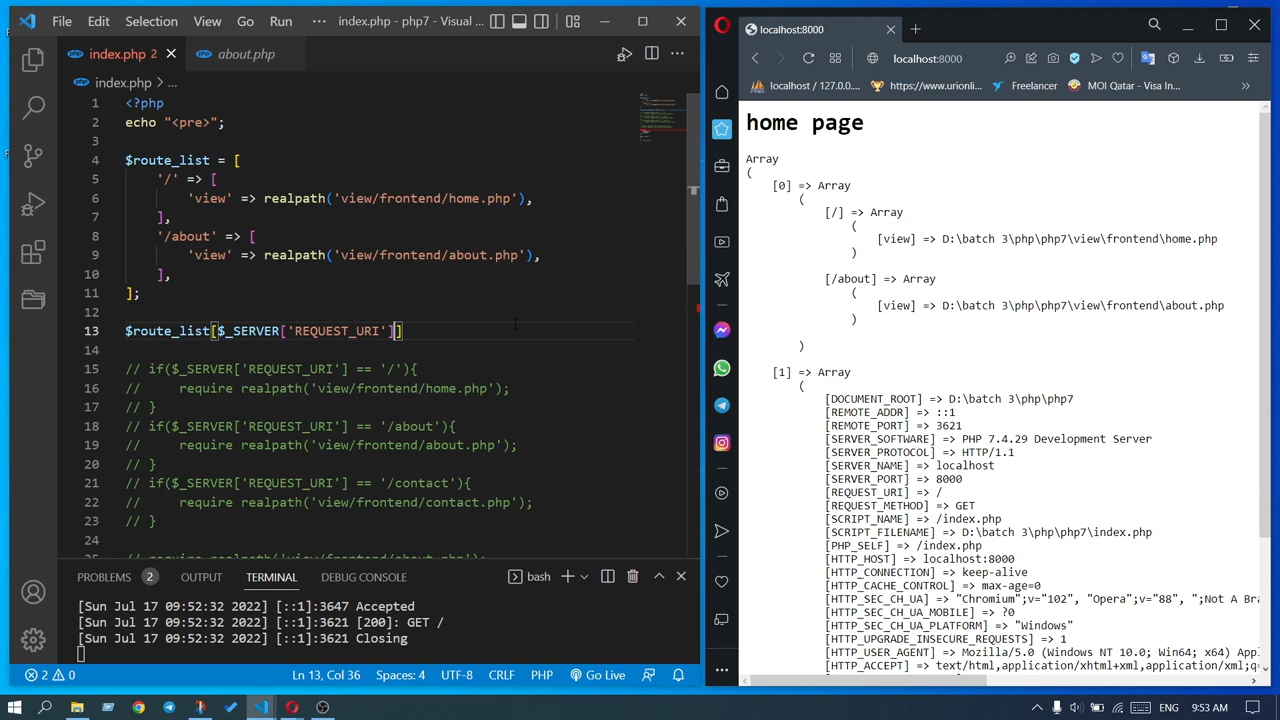 File Edit Selection View Go ··· index.php - php7 - Visual ...
index.php 2
about.php
index.php > ...
1 <?php
2 echo "<pre>";
3
4 $route_list = [
5 '/' => [
6 'view' => realpath('view/frontend/home.php'),
7 ],
8 '/about' => [
9 'view' => realpath('view/frontend/about.php'),
10 ],
11 ];
12
13 $route_list[$_SERVER['REQUEST_URI']]
14
15 // if($_SERVER['REQUEST_URI'] == '/'){
16 //    require realpath('view/frontend/home.php');
17 // }
18 // if($_SERVER['REQUEST_URI'] == '/about'){
19 //    require realpath('view/frontend/about.php');
20 // }
21 // if($_SERVER['REQUEST_URI'] == '/contact'){
22 //    require realpath('view/frontend/contact.php');
23 // }
24
25 // require realpath('view/frontend/about.php');
PROBLEMS 2 OUTPUT TERMINAL DEBUG CONSOLE
bash
[Sun Jul 17 09:52:32 2022] [::1]:3647 Accepted
[Sun Jul 17 09:52:32 2022] [::1]:3621 [200]: GET /
[Sun Jul 17 09:52:32 2022] [::1]:3621 Closing
2 0 Ln 13, Col 36 Spaces: 4 UTF-8 CRLF PHP Go Live
localhost:8000
localhost:8000
localhost / 127.0.0....
https://www.urionli...
Freelancer
MOI Qatar - Visa In...
home page
Array
(
[0] => Array
(
[/] => Array
(
[view] => D:\batch 3\php\php7\view\frontend\home.php
)
[/about] => Array
(
[view] => D:\batch 3\php\php7\view\frontend\about.php
)
)
[1] => Array
(
[DOCUMENT_ROOT] => D:\batch 3\php\php7
[REMOTE_ADDR] => ::1
[REMOTE_PORT] => 3621
[SERVER_SOFTWARE] => PHP 7.4.29 Development Server
[SERVER_PROTOCOL] => HTTP/1.1
[SERVER_NAME] => localhost
[SERVER_PORT] => 8000
[REQUEST_URI] => /
[REQUEST_METHOD] => GET
[SCRIPT_NAME] => /index.php
[SCRIPT_FILENAME] => D:\batch 3\php\php7\index.php
[PHP_SELF] => /index.php
[HTTP_HOST] => localhost:8000
[HTTP_CONNECTION] => keep-alive
[HTTP_CACHE_CONTROL] => max-age=0
[HTTP_SEC_CH_UA] => "Chromium";v="102", "Opera";v="88", ";Not A Bra
[HTTP_SEC_CH_UA_MOBILE] => ?0
[HTTP_SEC_CH_UA_PLATFORM] => "Windows"
[HTTP_UPGRADE_INSECURE_REQUESTS] => 1
[HTTP_USER_AGENT] => Mozilla/5.0 (Windows NT 10.0; Win64; x64) Appl
[HTTP_ACCEPT] => text/html,application/xhtml+xml,application/xml;q=
ENG 9:53 AM